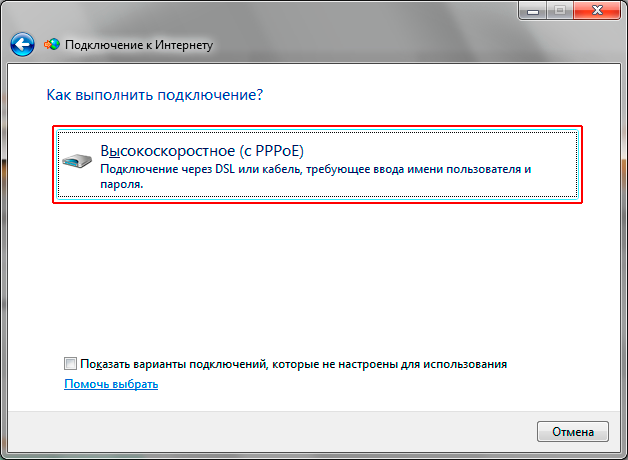 Подключение к Интернету
Как выполнить подключение?
Высокоскоростное (с PPPoE)
Подключение через DSL или кабель, требующее ввода имени пользователя и
пароля.
Показать варианты подключений, которые не настроены для использования
Помочь выбрать
Отмена